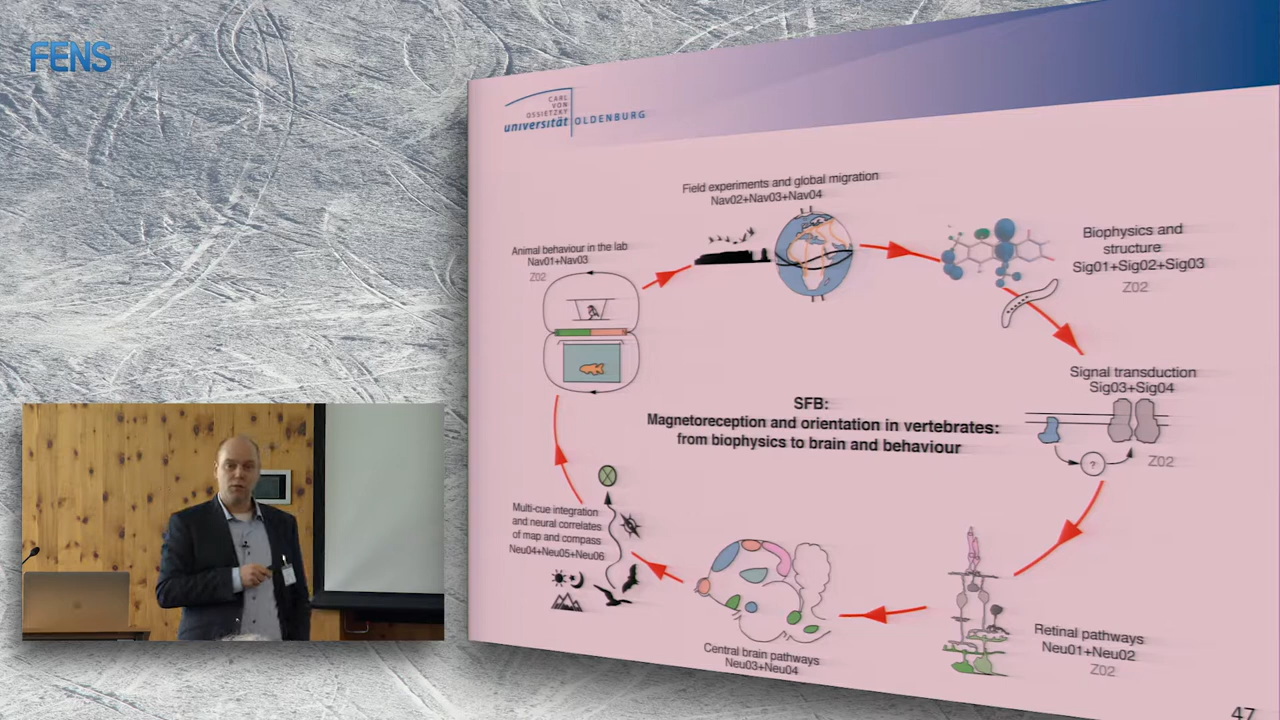 FENS
CARL
VON
OSSIETZKY
universität OLDENBURG
Field experiments and global migration
Nav02+Nav03+Nav04
Animal behaviour in the lab
Nav01+Nav03
Z02
Biophysics and
structure
Sig01+Sig02+Sig03
Z02
Signal transduction
Sig03+Sig04
?
Z02
SFB:
Magnetoreception and orientation in vertebrates:
from biophysics to brain and behaviour
Multi-cue integration
and neural correlates
of map and compass
Neu04+Neu05+Neu06
Retinal pathways
Neu01+Neu02
Z02
Central brain pathways
Neu03+Neu04
47